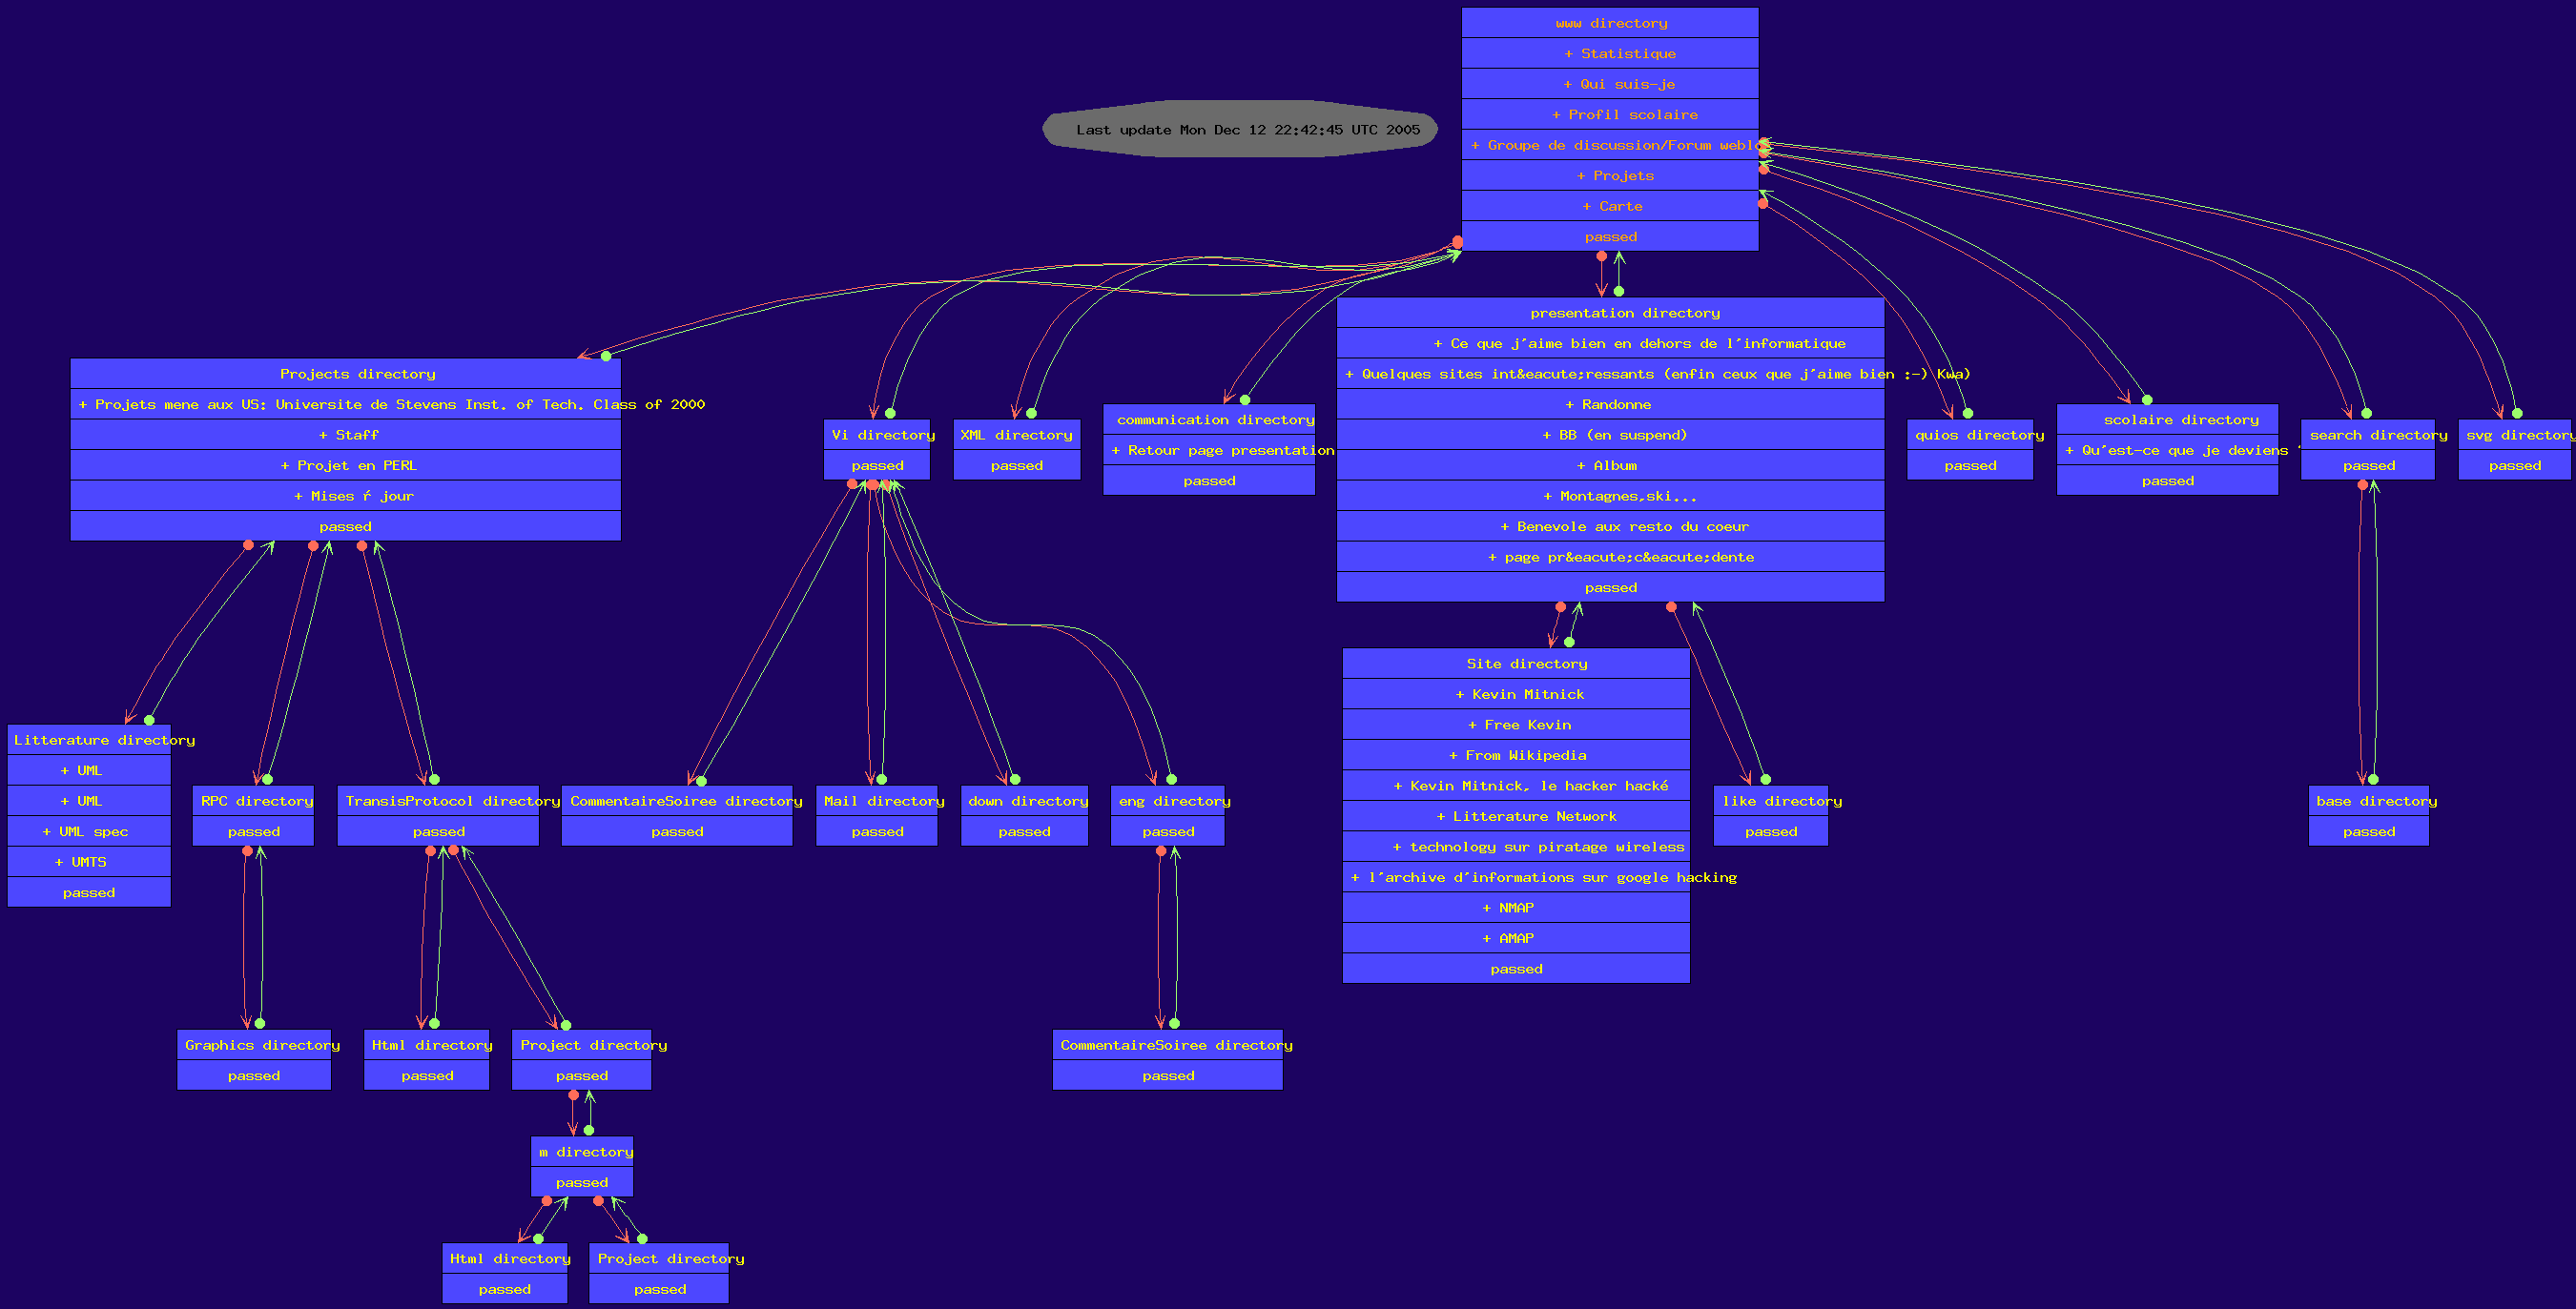 www directory
+ Statistique
+ Qui suis-je
+ Profil scolaire
+ Groupe de discussion/Forum weblog
+ Projets
+ Carte
passed
Last update Mon Dec 12 22:42:45 UTC 2005
Projects directory
+ Projets mene aux US: Universite de Stevens Inst. of Tech. Class of 2000
+ Staff
+ Projet en PERL
+ Mises ŕ jour
passed
Vi directory
passed
XML directory
passed
communication directory
+ Retour page presentation
passed
presentation directory
+ Ce que j'aime bien en dehors de l'informatique
+ Quelques sites int&eacute;ressants (enfin ceux que j'aime bien :-) Kwa)
+ Randonne
+ BB (en suspend)
+ Album
+ Montagnes,ski...
+ Benevole aux resto du coeur
+ page pr&eacute;c&eacute;dente
passed
quios directory
passed
scolaire directory
+ Qu'est-ce que je deviens
passed
search directory
passed
svg directory
passed
Litterature directory
+ UML
+ UML
+ UML spec
+ UMTS
passed
RPC directory
passed
TransisProtocol directory
passed
CommentaireSoiree directory
passed
Mail directory
passed
down directory
passed
eng directory
passed
Site directory
+ Kevin Mitnick
+ Free Kevin
+ From Wikipedia
+ Kevin Mitnick, le hacker hacké
+ Litterature Network
+ technology sur piratage wireless
+ l'archive d'informations sur google hacking
+ NMAP
+ AMAP
passed
like directory
passed
base directory
passed
Graphics directory
passed
Html directory
passed
Project directory
passed
CommentaireSoiree directory
passed
m directory
passed
Html directory
passed
Project directory
passed